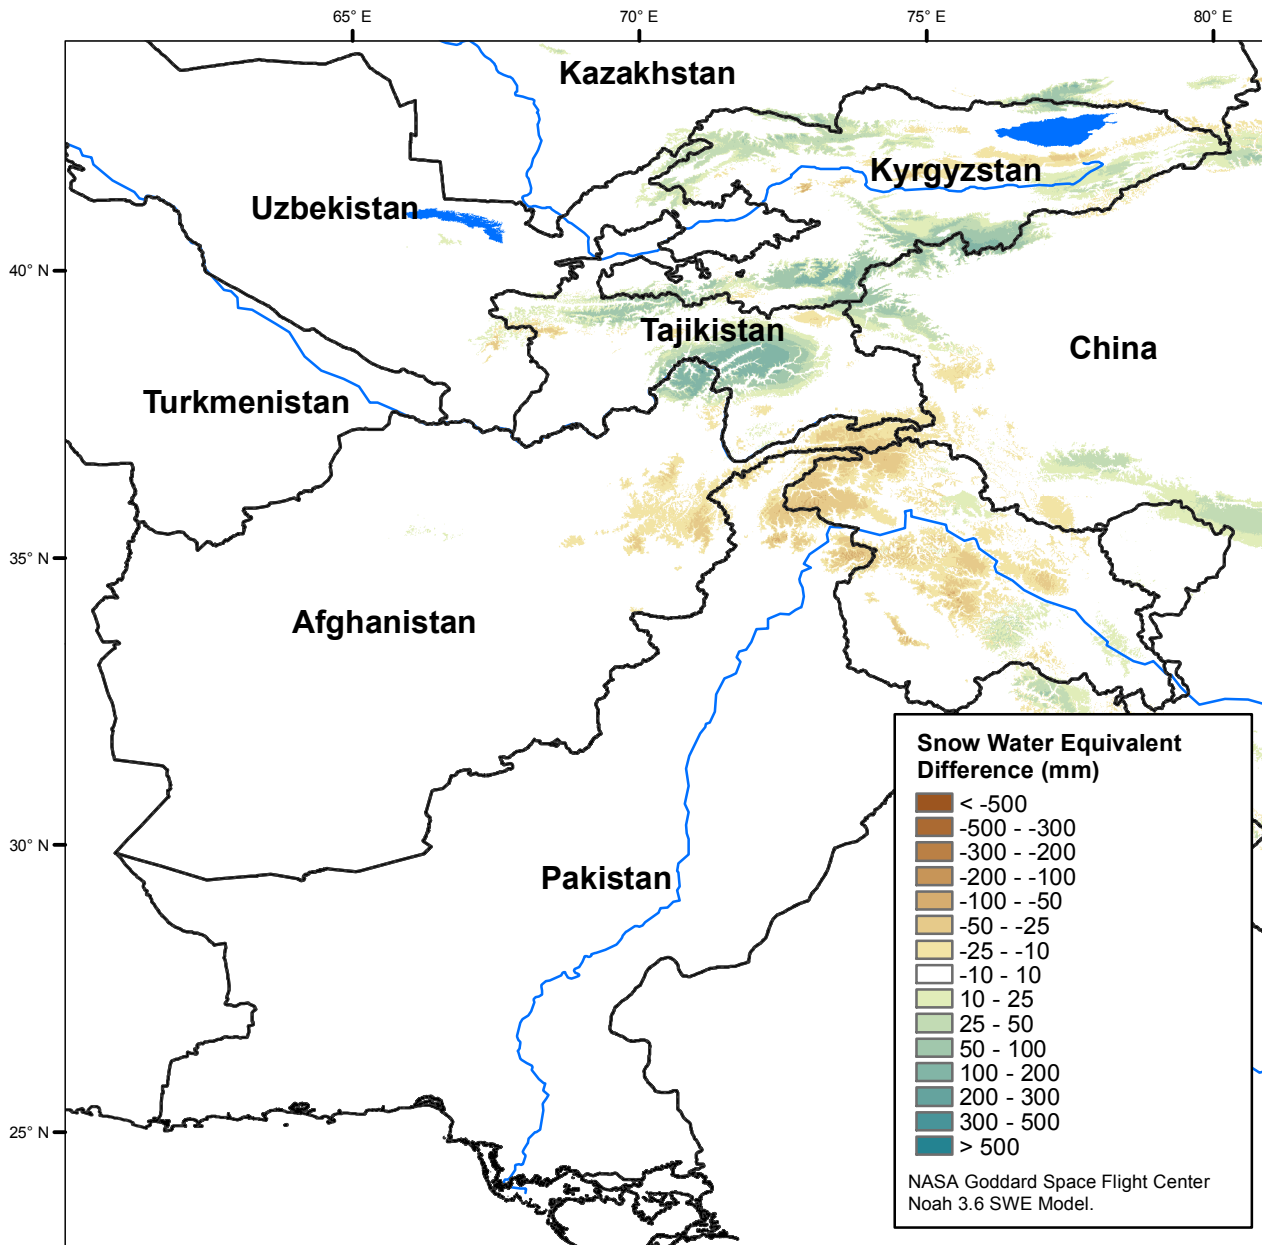 65° E
70° E
75° E
80° E
Kazakhstan
Kyrgyzstan
Uzbekistan
40° N
Tajikistan
China
Turkmenistan
35° N
Afghanistan
30° N
Pakistan
25° N
Snow Water Equivalent
Difference (mm)
< -500
-500 - -300
-300 - -200
-200 - -100
-100 - -50
-50 - -25
-25 - -10
-10 - 10
10 - 25
25 - 50
50 - 100
100 - 200
200 - 300
300 - 500
> 500
NASA Goddard Space Flight Center
Noah 3.6 SWE Model.